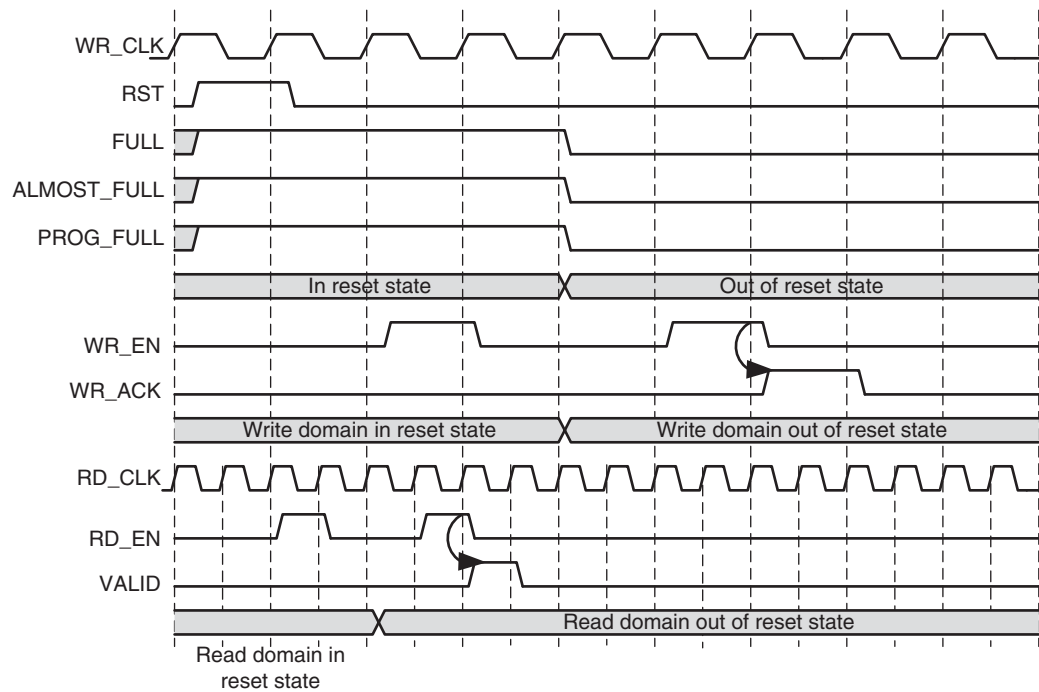 WR_CLK
RST
FULL
ALMOST_FULL
PROG_FULL
In reset state
Out of reset state
WR_EN
WR_ACK
Write domain in reset state
Write domain out of reset state
RD_CLK
RD_EN
VALID
Read domain out of reset state
Read domain in
reset state